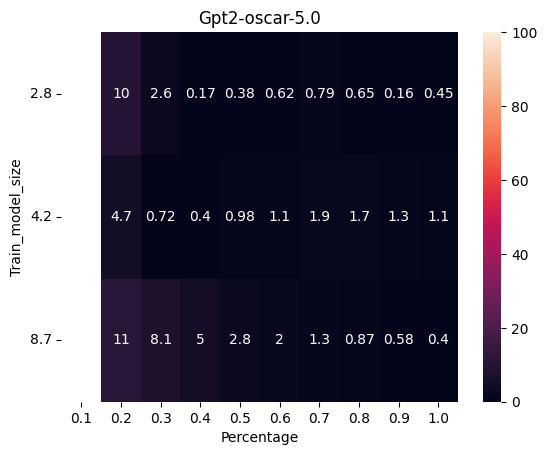 Gpt2-oscar-5.0
100
2.8 10 2.6 0.17 0.38 0.62 0.79 0.65 0.16 0.45
80
60
Train_model_size
4.2 4.7 0.72 0.4 0.98 1.1 1.9 1.7 1.3 1.1
40
20
8.7 11 8.1 5 2.8 2 1.3 0.87 0.58 0.4
0
0.1 0.2 0.3 0.4 0.5 0.6 0.7 0.8 0.9 1.0
Percentage